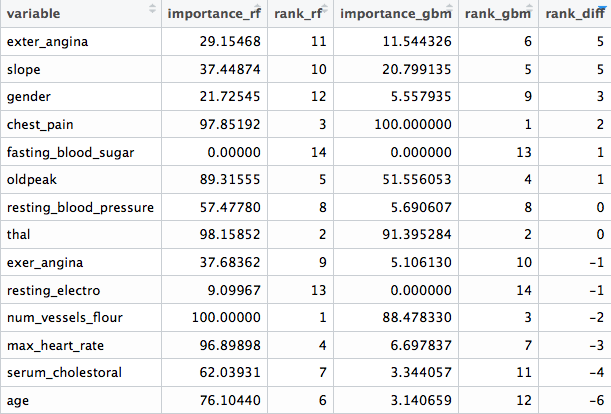 variable importance_rf rank_rf importance_gbm rank_gbm rank_diff
exter_angina 29.15468 11 11.544326 6 5
slope 37.44874 10 20.799135 5 5
gender 21.72545 12 5.557935 9 3
chest_pain 97.85192 3 100.000000 1 2
fasting_blood_sugar 0.00000 14 0.000000 13 1
oldpeak 89.31555 5 51.556053 4 1
resting_blood_pressure 57.47780 8 5.690607 8 0
thal 98.15852 2 91.395284 2 0
exer_angina 37.68362 9 5.106130 10 -1
resting_electro 9.09967 13 0.000000 14 -1
num_vessels_flour 100.00000 1 88.478330 3 -2
max_heart_rate 96.89898 4 6.697837 7 -3
serum_cholestoral 62.03931 7 3.344057 11 -4
age 76.10440 6 3.140659 12 -6